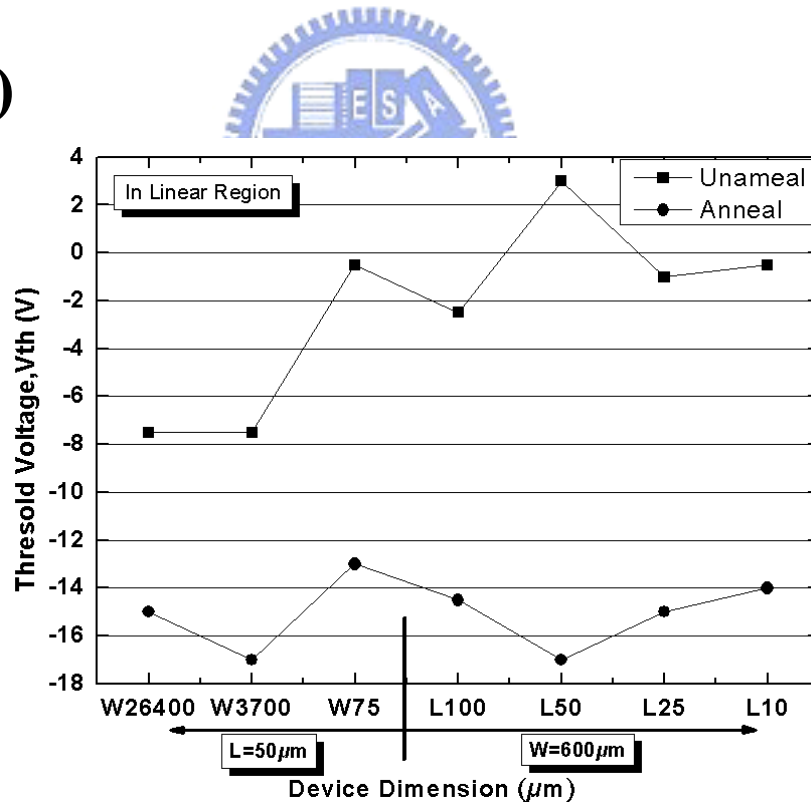 )
E S A
4
In Linear Region
Unameal
Anneal
2
0
-2
-4
-6
-8
-10
-12
-14
-16
-18
Thresold Voltage,Vth (V)
W26400 W3700 W75 L100 L50 L25 L10
L=50µm W=600µm
Device Dimension (µm)